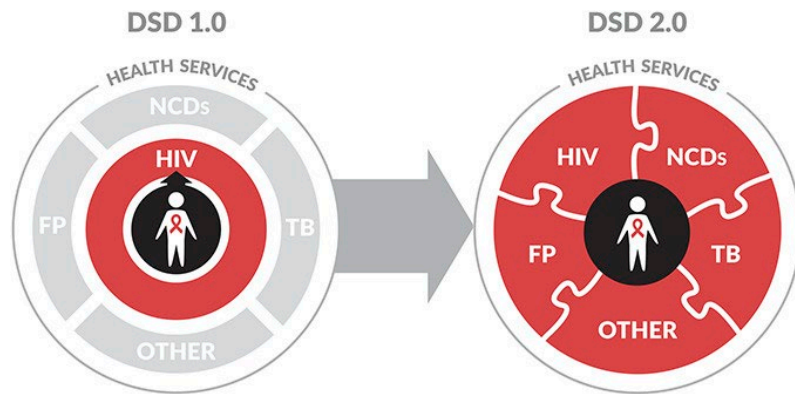 DSD 1.0
HEALTH SERVICES
NCDs
HIV
FP
TB
OTHER
DSD 2.0
HEALTH SERVICES
HIV
NCDs
FP
TB
OTHER